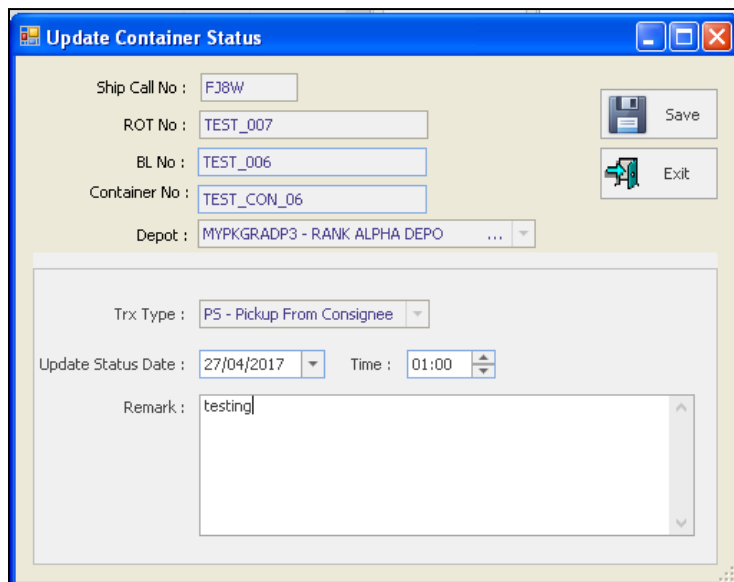 Update Container Status
Ship Call No : FJ8W
ROT No : TEST_007
Save
BL No : TEST_006
Exit
Container No : TEST_CON_06
Depot : MYPKGRADP3 - RANK ALPHA DEPO ...
Trx Type : PS - Pickup From Consignee
Update Status Date : 27/04/2017 Time : 01:00
Remark : testing